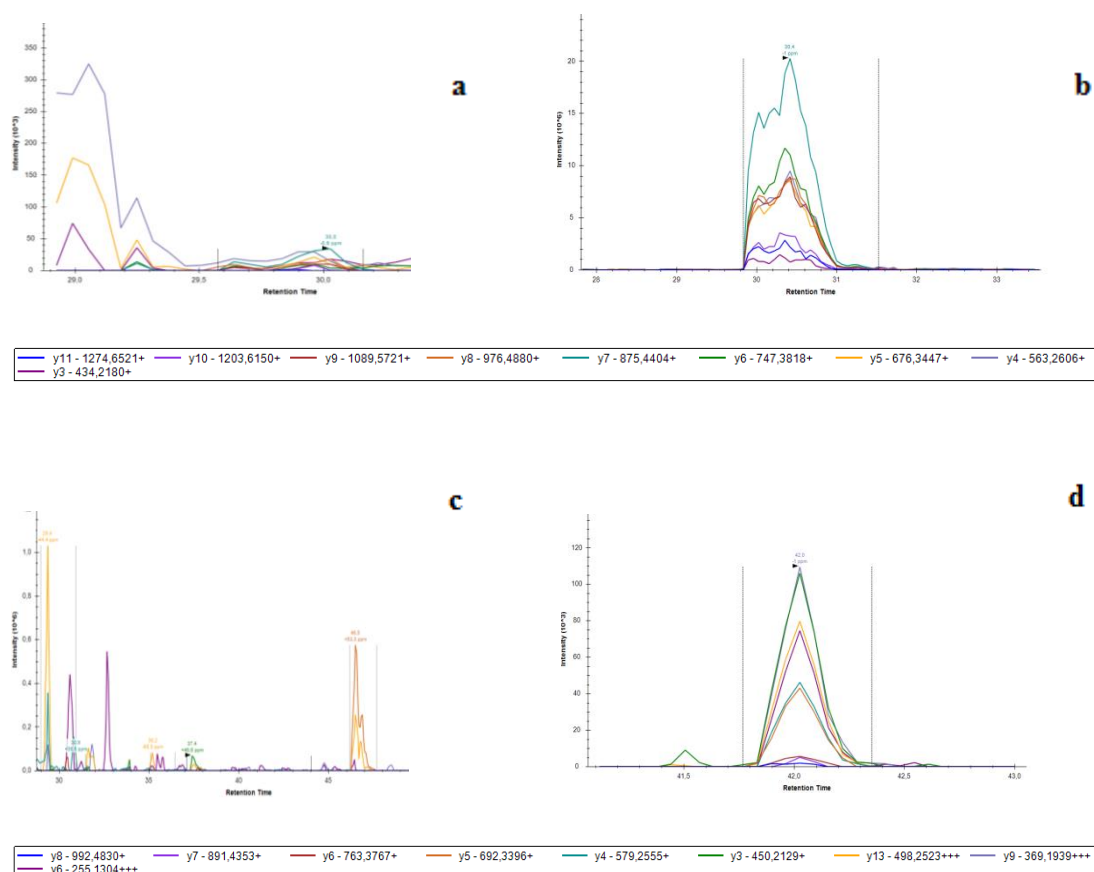 a
b
350
300
250
200
150
100
50
0
Intensity (10^3)
29,0
29,5
30,0
Retention Time
20
15
10
5
0
Intensity (10^6)
30,4
28
29
30
31
32
33
Retention Time
y11 - 1274,6521+ y10 - 1203,6150+ y9 - 1089,5721+ y8 - 976,4880+ y7 - 875,4404+ y6 - 747,3818+ y5 - 676,3447+ y4 - 563,2606+
y3 - 434,2180+
c
d
1,0
0,8
0,6
0,4
0,2
0,0
Intensity (10^6)
30
35
40
45
Retention Time
120
100
80
60
40
20
0
Intensity (10^3)
42,0
41,5
42,0
42,5
43,0
Retention Time
y8 - 992,4830+ y7 - 891,4353+ y6 - 763,3767+ y5 - 692,3396+ y4 - 579,2555+ y3 - 450,2129+ y13 - 498,2523+++ y9 - 369,1939+++
y6 - 255,1304+++